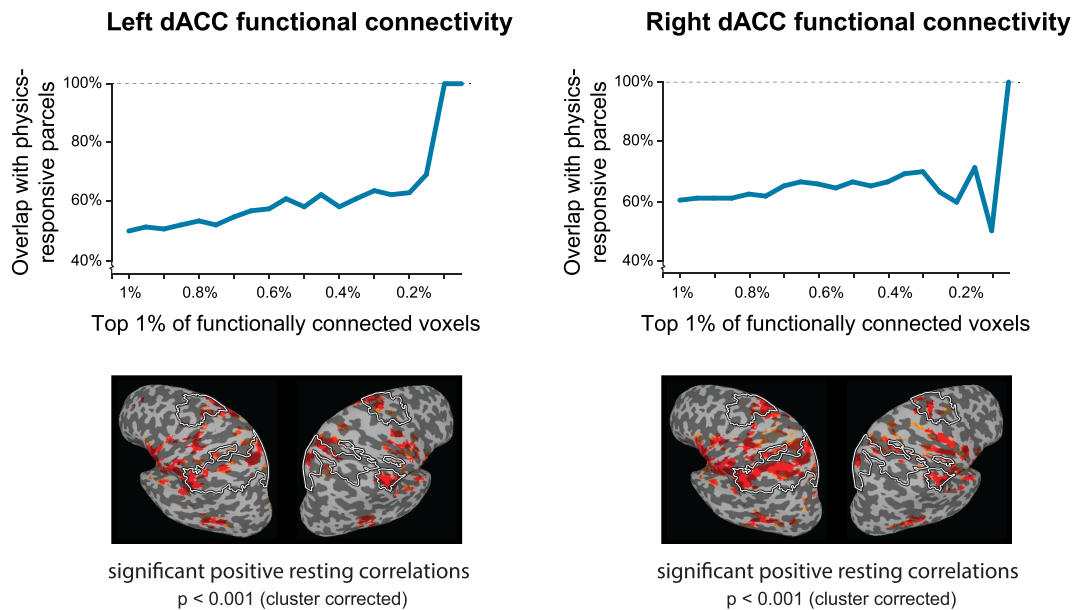 Left dACC functional connectivity
Overlap with physics-
responsive parcels
100%
80%
60%
40%
1%
0.8%
0.6%
0.4%
0.2%
Top 1% of functionally connected voxels
significant positive resting correlations
p < 0.001 (cluster corrected)
Right dACC functional connectivity
Overlap with physics-
responsive parcels
100%
80%
60%
40%
1%
0.8%
0.6%
0.4%
0.2%
Top 1% of functionally connected voxels
significant positive resting correlations
p < 0.001 (cluster corrected)